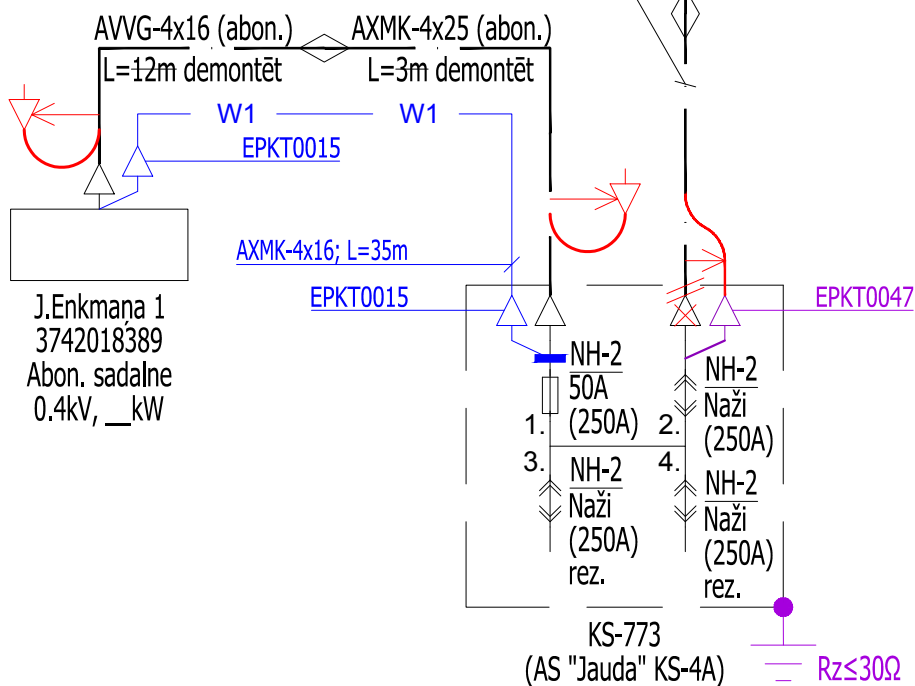 AVVG-4x16 (abon.)
L=12m demontēt
AXMK-4x25 (abon.)
L=3m demontēt
W1
W1
EPKT0015
AXMK-4x16; L=35m
EPKT0015
EPKT0047
J.Enkmaņa 1
3742018389
Abon. sadalne
0.4kV, __kW
NH-2
50A
(250A)
1.
NH-2
Naži
(250A)
2.
3.
NH-2
Naži
(250A)
rez.
4.
NH-2
Naži
(250A)
rez.
KS-773
(AS "Jauda" KS-4A)
Rz≤30Ω